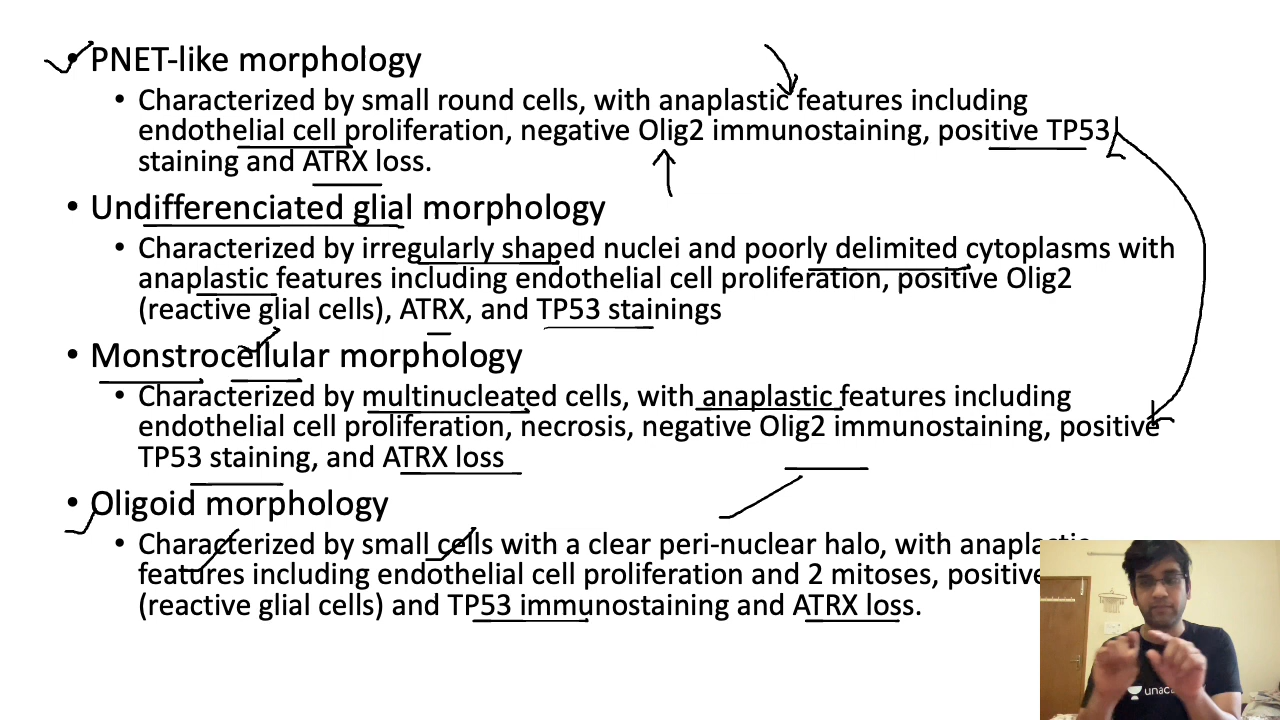 • PNET-like morphology
• Characterized by small round cells, with anaplastic features including
endothelial cell proliferation, negative Olig2 immunostaining, positive TP53
staining and ATRX loss.
• Undifferenciated glial morphology
• Characterized by irregularly shaped nuclei and poorly delimited cytoplasms with
anaplastic features including endothelial cell proliferation, positive Olig2
(reactive glial cells), ATRX, and TP53 stainings
• Monstrocellular morphology
• Characterized by multinucleated cells, with anaplastic features including
endothelial cell proliferation, necrosis, negative Olig2 immunostaining, positive
TP53 staining, and ATRX loss
• Oligoid morphology
• Characterized by small cells with a clear peri-nuclear halo, with anaplastic
features including endothelial cell proliferation and 2 mitoses, positive
(reactive glial cells) and TP53 immunostaining and ATRX loss.